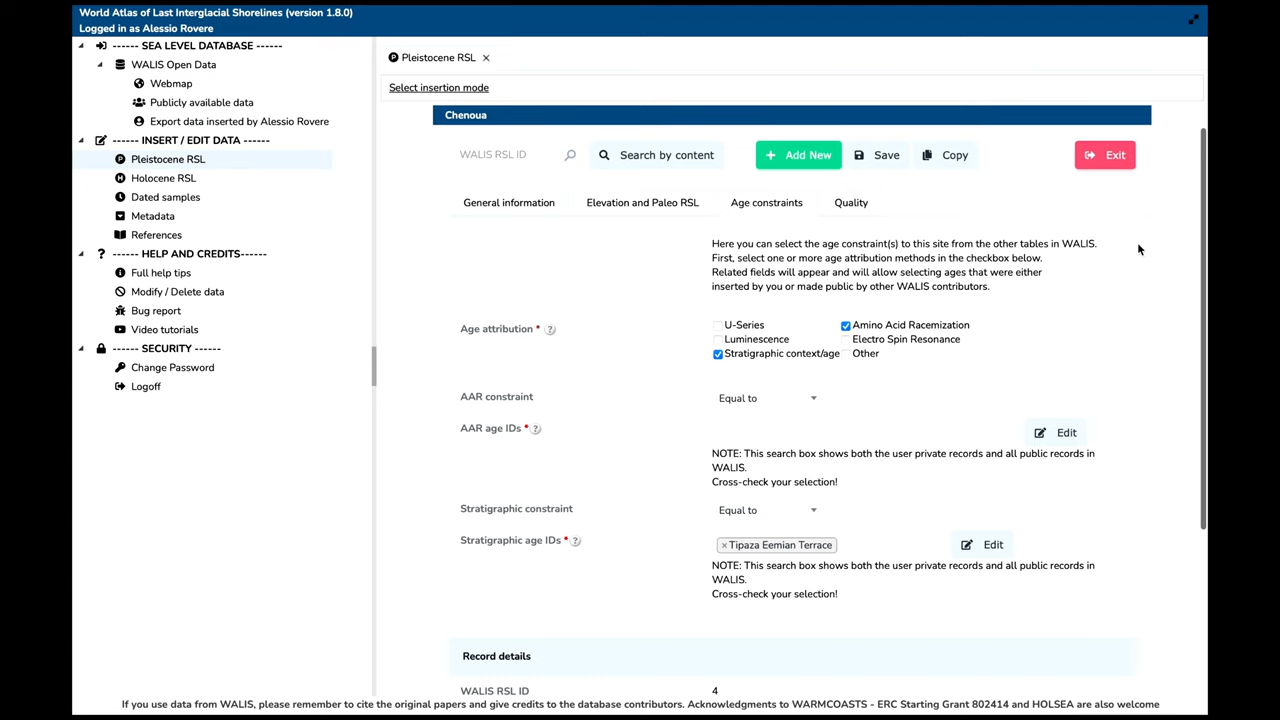 World Atlas of Last Interglacial Shorelines (version 1.8.0)
Logged in as Alessio Rovere
------ SEA LEVEL DATABASE ------
WALIS Open Data
Webmap
Publicly available data
Export data inserted by Alessio Rovere
------ INSERT / EDIT DATA ------
Pleistocene RSL
Holocene RSL
Dated samples
Metadata
References
------ HELP AND CREDITS------
Full help tips
Modify / Delete data
Bug report
Video tutorials
------ SECURITY ------
Change Password
Logoff
Pleistocene RSL ×
Select insertion mode
Chenoua
WALIS RSL ID
Search by content
+ Add New
Save
Copy
Exit
General information
Elevation and Paleo RSL
Age constraints
Quality
Here you can select the age constraint(s) to this site from the other tables in WALIS.
First, select one or more age attribution methods in the checkbox below.
Related fields will appear and will allow selecting ages that were either
inserted by you or made public by other WALIS contributors.
Age attribution * ?
U-Series
Amino Acid Racemization
Luminescence
Electro Spin Resonance
Stratigraphic context/age
Other
AAR constraint
Equal to
AAR age IDs * ?
Edit
NOTE: This search box shows both the user private records and all public records in
WALIS.
Cross-check your selection!
Stratigraphic constraint
Equal to
Stratigraphic age IDs * ?
× Tipaza Eemian Terrace
Edit
NOTE: This search box shows both the user private records and all public records in
WALIS.
Cross-check your selection!
Record details
WALIS RSL ID
4
If you use data from WALIS, please remember to cite the original papers and give credits to the database contributors. Acknowledgments to WARMCOASTS - ERC Starting Grant 802414 and HOLSEA are also welcome